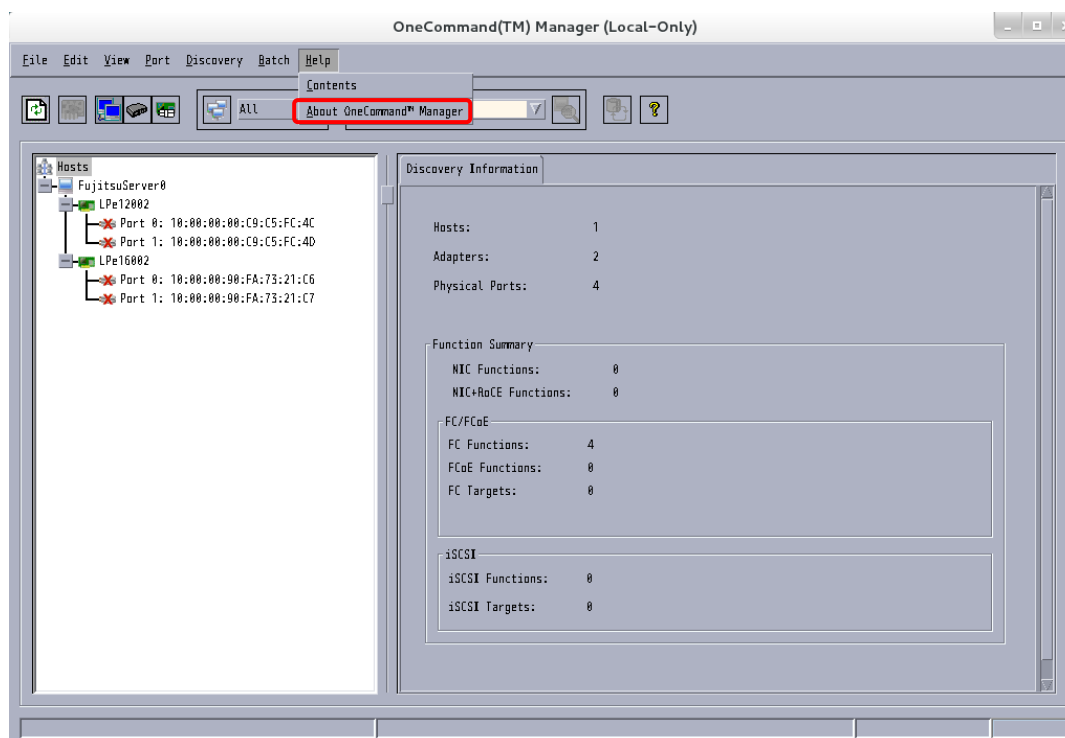 OneCommand(TM) Manager (Local-Only)
File Edit View Port Discovery Batch Help
Contents
About OneCommand™ Manager
All
Hosts
FujitsuServer0
LPe12002
Port 0: 10:00:00:00:C9:C5:FC:4C
Port 1: 10:00:00:00:C9:C5:FC:4D
LPe16002
Port 0: 10:00:00:90:FA:73:21:C6
Port 1: 10:00:00:90:FA:73:21:C7
Discovery Information
Hosts: 1
Adapters: 2
Physical Ports: 4
Function Summary
NIC Functions: 0
NIC+RoCE Functions: 0
FC/FCoE
FC Functions: 4
FCoE Functions: 0
FC Targets: 0
iSCSI
iSCSI Functions: 0
iSCSI Targets: 0